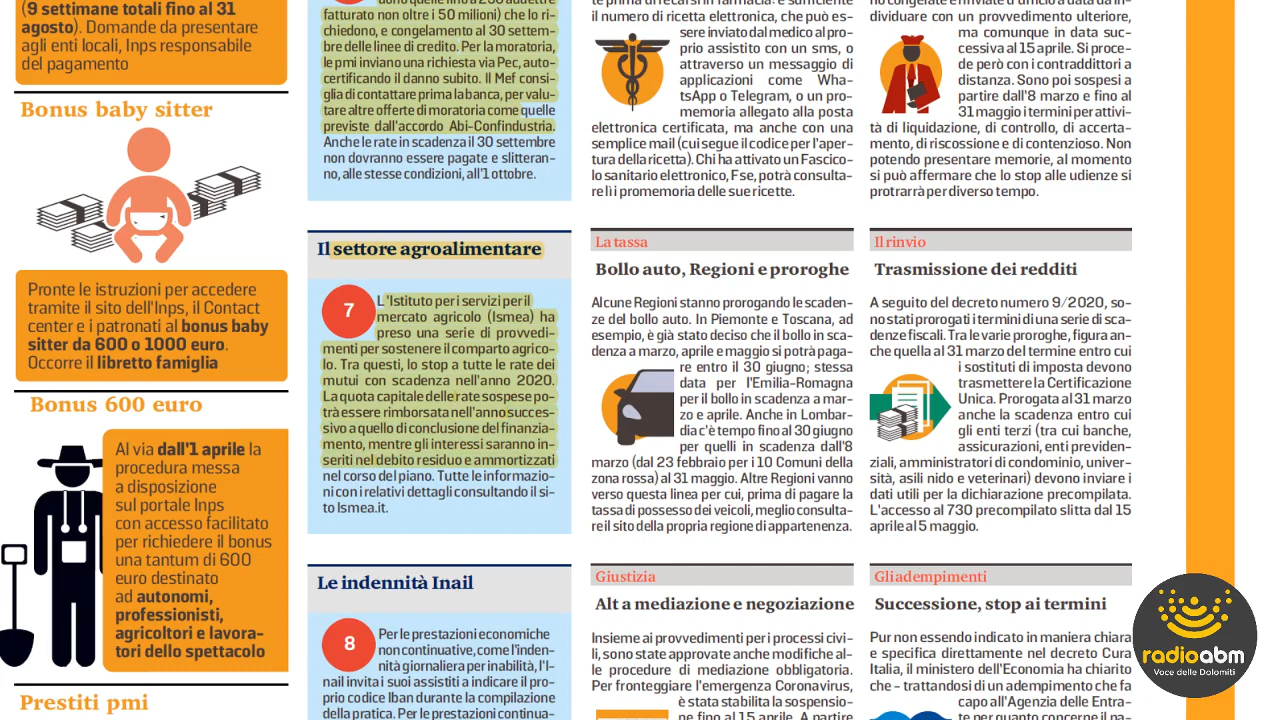 (9 settimane totali fino al 31
agosto). Domande da presentare
agli enti locali, Inps responsabile
del pagamento
Bonus baby sitter
Pronte le istruzioni per accedere
tramite il sito dell'Inps, il Contact
center e i patronati al bonus baby
sitter da 600 o 1000 euro.
Occorre il libretto famiglia
Bonus 600 euro
Al via dall'1 aprile la
procedura messa
a disposizione
sul portale Inps
con accesso facilitato
per richiedere il bonus
una tantum di 600
euro destinato
ad autonomi,
professionisti,
agricoltori e lavora-
tori dello spettacolo
Prestiti pmi
fatturato non oltre i 50 milioni) che lo ri-
chiedono, e congelamento al 30 settem-
bre delle linee di credito. Per la moratoria,
le pmi inviano una richiesta via Pec, auto-
certificando il danno subito. Il Mef consi-
glia di contattare prima la banca, per valu-
tare altre offerte di moratoria come quelle
previste dall'accordo Abi-Confindustria.
Anche le rate in scadenza il 30 settembre
non dovranno essere pagate e slitteran-
no, alle stesse condizioni, all'1 ottobre.
Il settore agroalimentare
7
L'Istituto per i servizi per il
mercato agricolo (Ismea) ha
preso una serie di provvedi-
menti per sostenere il comparto agrico-
lo. Tra questi, lo stop a tutte le rate dei
mutui con scadenza nell'anno 2020.
La quota capitale delle rate sospese po-
trà essere rimborsata nell'anno succes-
sivo a quello di conclusione del finanzia-
mento, mentre gli interessi saranno in-
seriti nel debito residuo e ammortizzati
nel corso del piano. Tutte le informazio-
ni con i relativi dettagli consultando il si-
to Ismea.it.
Le indennità Inail
8
Per le prestazioni economiche
non continuative, come l'inden-
nità giornaliera per inabilità, l'I-
nail invita i suoi assistiti a indicare il pro-
prio codice Iban durante la compilazione
della pratica. Per le prestazioni continua-
te prima di recarsi in farmacia: è sufficiente
il numero di ricetta elettronica, che può es-
sere inviato dal medico al pro-
prio assistito con un sms, o
attraverso un messaggio di
applicazioni come Wha-
tsApp o Telegram, o un pro-
memoria allegato alla posta
elettronica certificata, ma anche con una
semplice mail (cui segue il codice per l'aper-
tura della ricetta). Chi ha attivato un Fascico-
lo sanitario elettronico, Fse, potrà consulta-
re lì i promemoria delle sue ricette.
La tassa
Bollo auto, Regioni e proroghe
Alcune Regioni stanno prorogando le scaden-
ze del bollo auto. In Piemonte e Toscana, ad
esempio, è già stato deciso che il bollo in sca-
denza a marzo, aprile e maggio si potrà paga-
re entro il 30 giugno; stessa
data per l'Emilia-Romagna
per il bollo in scadenza a mar-
zo e aprile. Anche in Lombar-
dia c'è tempo fino al 30 giugno
per quelli in scadenza dall'8
marzo (dal 23 febbraio per i 10 Comuni della
zona rossa) al 31 maggio. Altre Regioni vanno
verso questa linea per cui, prima di pagare la
tassa di possesso dei veicoli, meglio consulta-
re il sito della propria regione di appartenenza.
Giustizia
Alt a mediazione e negoziazione
Insieme ai provvedimenti per i processi civi-
li, sono state approvate anche modifiche al-
le procedure di mediazione obbligatoria.
Per fronteggiare l'emergenza Coronavirus,
è stata stabilita la sospensio-
ne fino al 15 aprile. A partire
dividuare con un provvedimento ulteriore,
ma comunque in data suc-
cessiva al 15 aprile. Si proce-
de però con i contraddittori a
distanza. Sono poi sospesi a
partire dall'8 marzo e fino al
31 maggio i termini per attivi-
tà di liquidazione, di controllo, di accerta-
mento, di riscossione e di contenzioso. Non
potendo presentare memorie, al momento
si può affermare che lo stop alle udienze si
protrarrà per diverso tempo.
Il rinvio
Trasmissione dei redditi
A seguito del decreto numero 9/2020, so-
no stati prorogati i termini di una serie di sca-
denze fiscali. Tra le varie proroghe, figura an-
che quella al 31 marzo del termine entro cui
i sostituti di imposta devono
trasmettere la Certificazione
Unica. Prorogata al 31 marzo
anche la scadenza entro cui
gli enti terzi (tra cui banche,
assicurazioni, enti previden-
ziali, amministratori di condominio, univer-
sità, asili nido e veterinari) devono inviare i
dati utili per la dichiarazione precompilata.
L'accesso al 730 precompilato slitta dal 15
aprile al 5 maggio.
Gli adempimenti
Successione, stop ai termini
Pur non essendo indicato in maniera chiara
e specifica direttamente nel decreto Cura
Italia, il ministero dell'Economia ha chiarito
che – trattandosi di un adempimento che fa
capo all'Agenzia delle Entra-
te per quanto concerne il pa-
radioabm
Voce delle Dolomiti